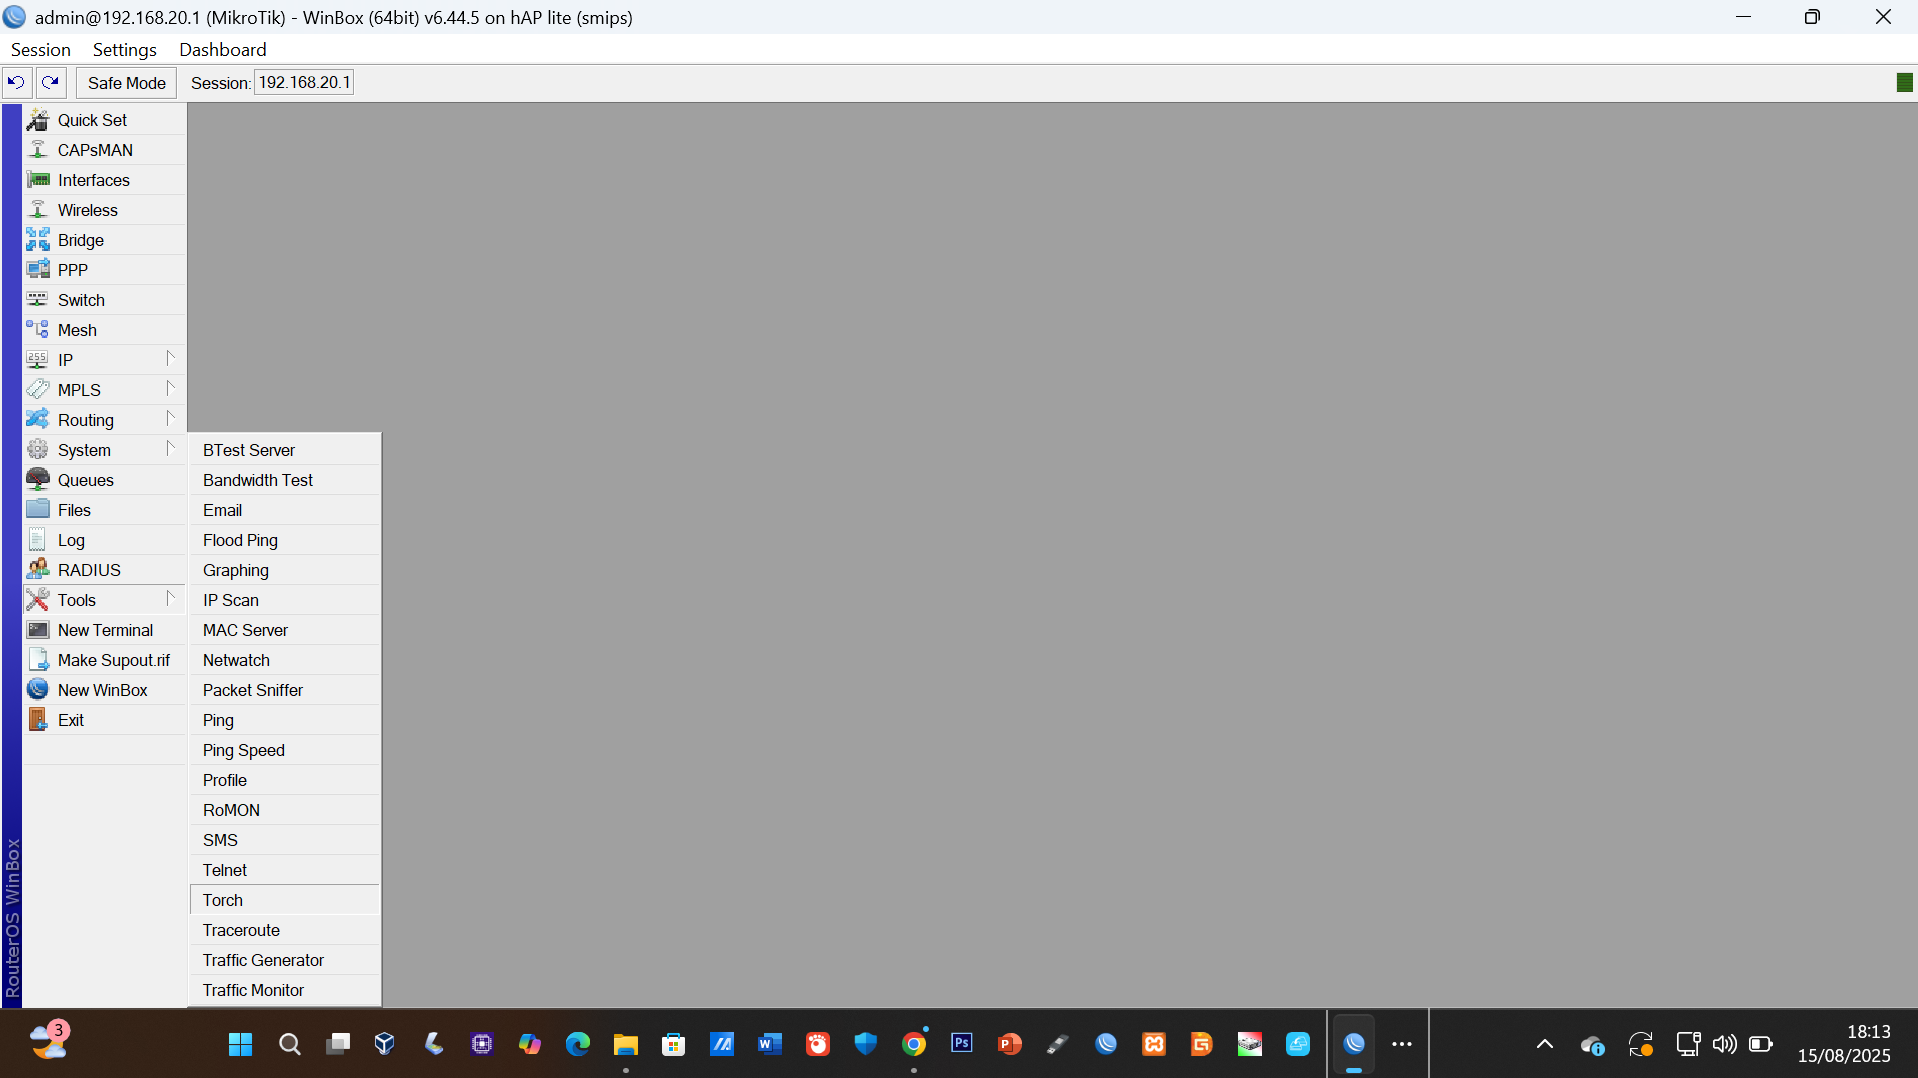 admin@192.168.20.1 (MikroTik) - WinBox (64bit) v6.44.5 on hAP lite (smips)
Session Settings Dashboard
Safe Mode Session: 192.168.20.1
Quick Set
CAPsMAN
Interfaces
Wireless
Bridge
PPP
Switch
Mesh
255 IP
MPLS
Routing
System
Queues
Files
Log
RADIUS
Tools
New Terminal
Make Supout.rif
New WinBox
Exit
BTest Server
Bandwidth Test
Email
Flood Ping
Graphing
IP Scan
MAC Server
Netwatch
Packet Sniffer
Ping
Ping Speed
Profile
RoMON
SMS
Telnet
Torch
Traceroute
Traffic Generator
Traffic Monitor
RouterOS WinBox
3
W
Ps
P
18:13
15/08/2025